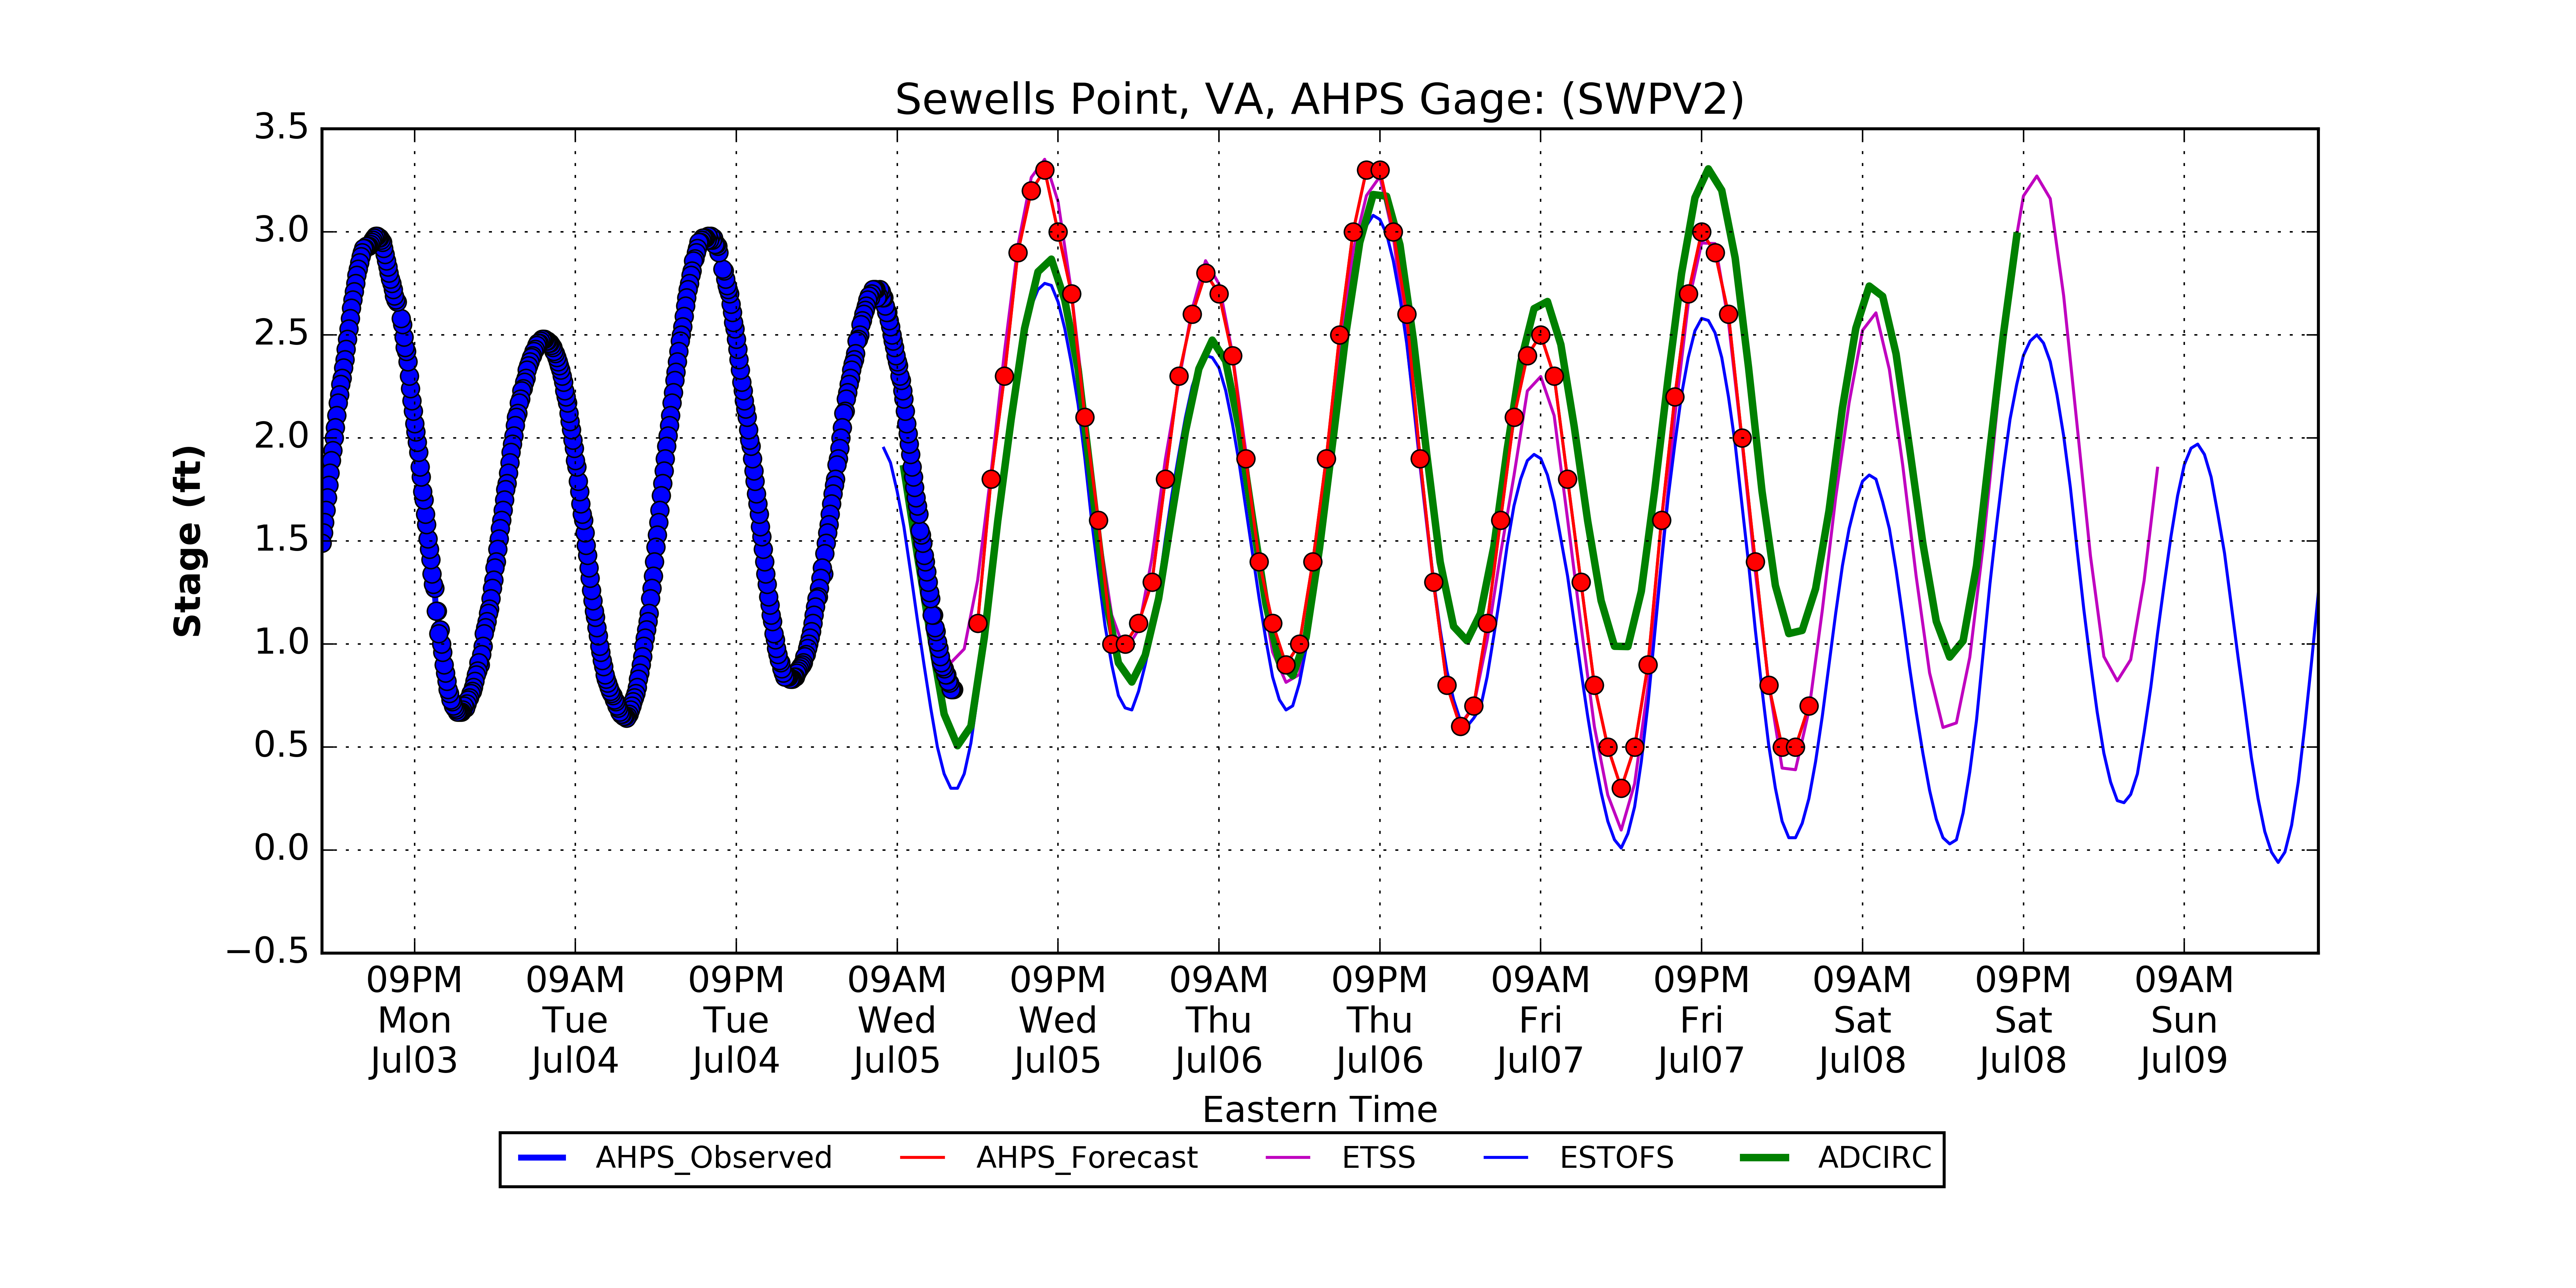 Sewells Point, VA, AHPS Gage: (SWPV2)
3.5
3.0
2.5
2.0
1.5
1.0
0.5
0.0
−0.5
Stage (ft)
09PM 09AM 09PM 09AM 09PM 09AM 09PM 09AM 09PM 09AM 09PM 09AM
Mon Tue Tue Wed Wed Thu Thu Fri Fri Sat Sat Sun
Jul03 Jul04 Jul04 Jul05 Jul05 Jul06 Jul06 Jul07 Jul07 Jul08 Jul08 Jul09
Eastern Time
AHPS_Observed AHPS_Forecast ETSS ESTOFS ADCIRC